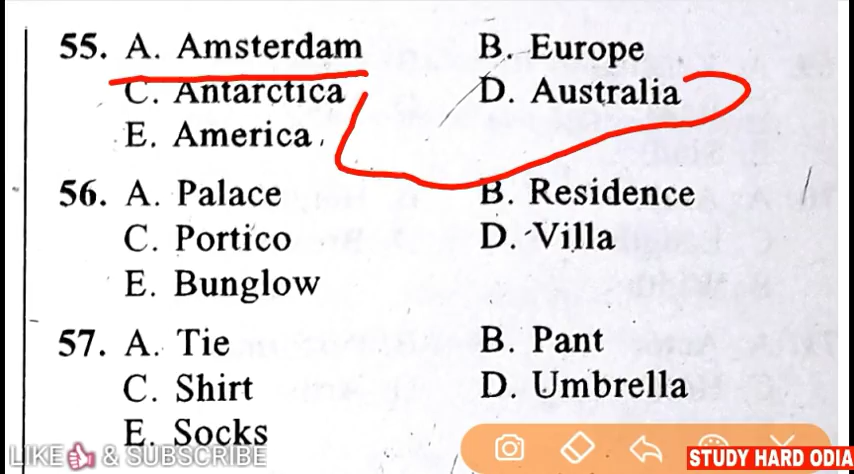 55. A. Amsterdam B. Europe
C. Antarctica D. Australia
E. America
56. A. Palace B. Residence
C. Portico D. Villa
E. Bunglow
57. A. Tie B. Pant
C. Shirt D. Umbrella
E. Socks
LIKE & SUBSCRIBE
STUDY HARD ODIA